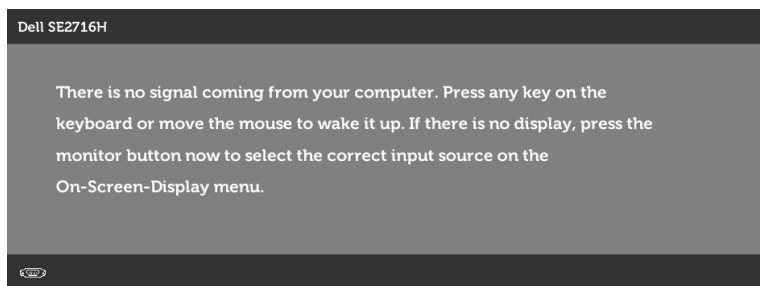 Dell SE2716H
There is no signal coming from your computer. Press any key on the
keyboard or move the mouse to wake it up. If there is no display, press the
monitor button now to select the correct input source on the
On-Screen-Display menu.